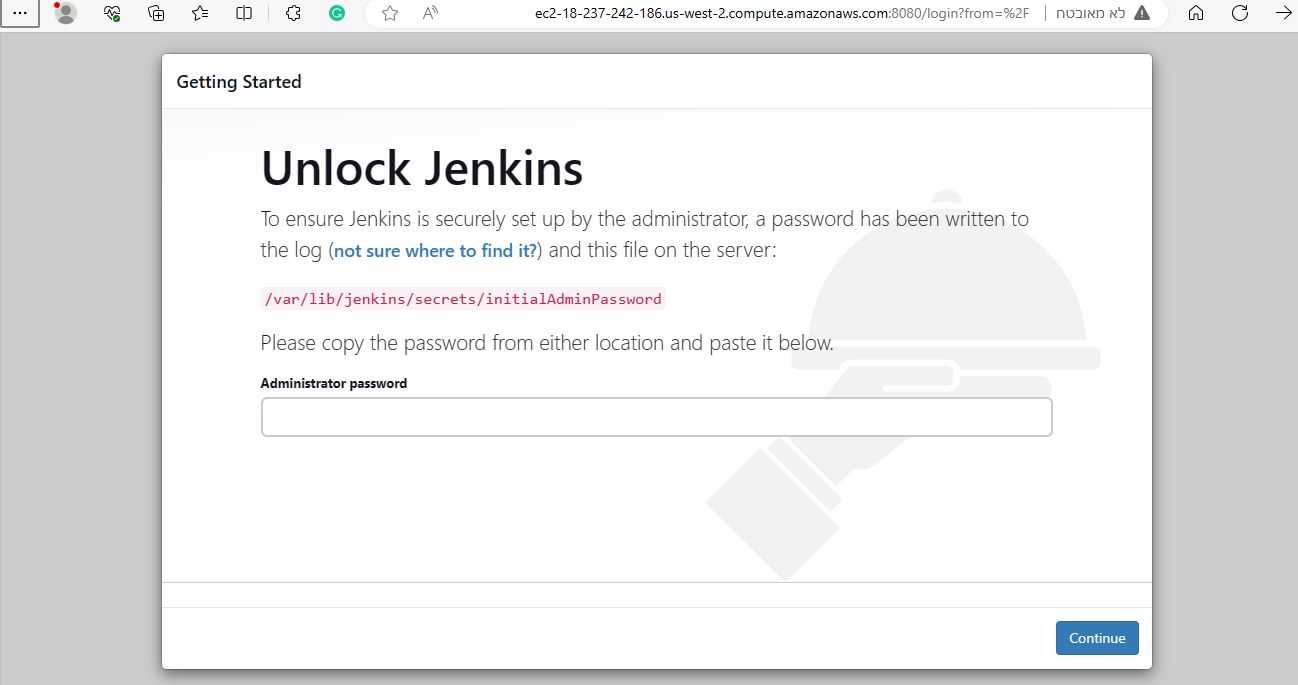 ec2-18-237-242-186.us-west-2.compute.amazonaws.com:8080/login?from=%2F | לא מאובטח
Getting Started
Unlock Jenkins
To ensure Jenkins is securely set up by the administrator, a password has been written to
the log (not sure where to find it?) and this file on the server:
/var/lib/jenkins/secrets/initialAdminPassword
Please copy the password from either location and paste it below.
Administrator password
Continue